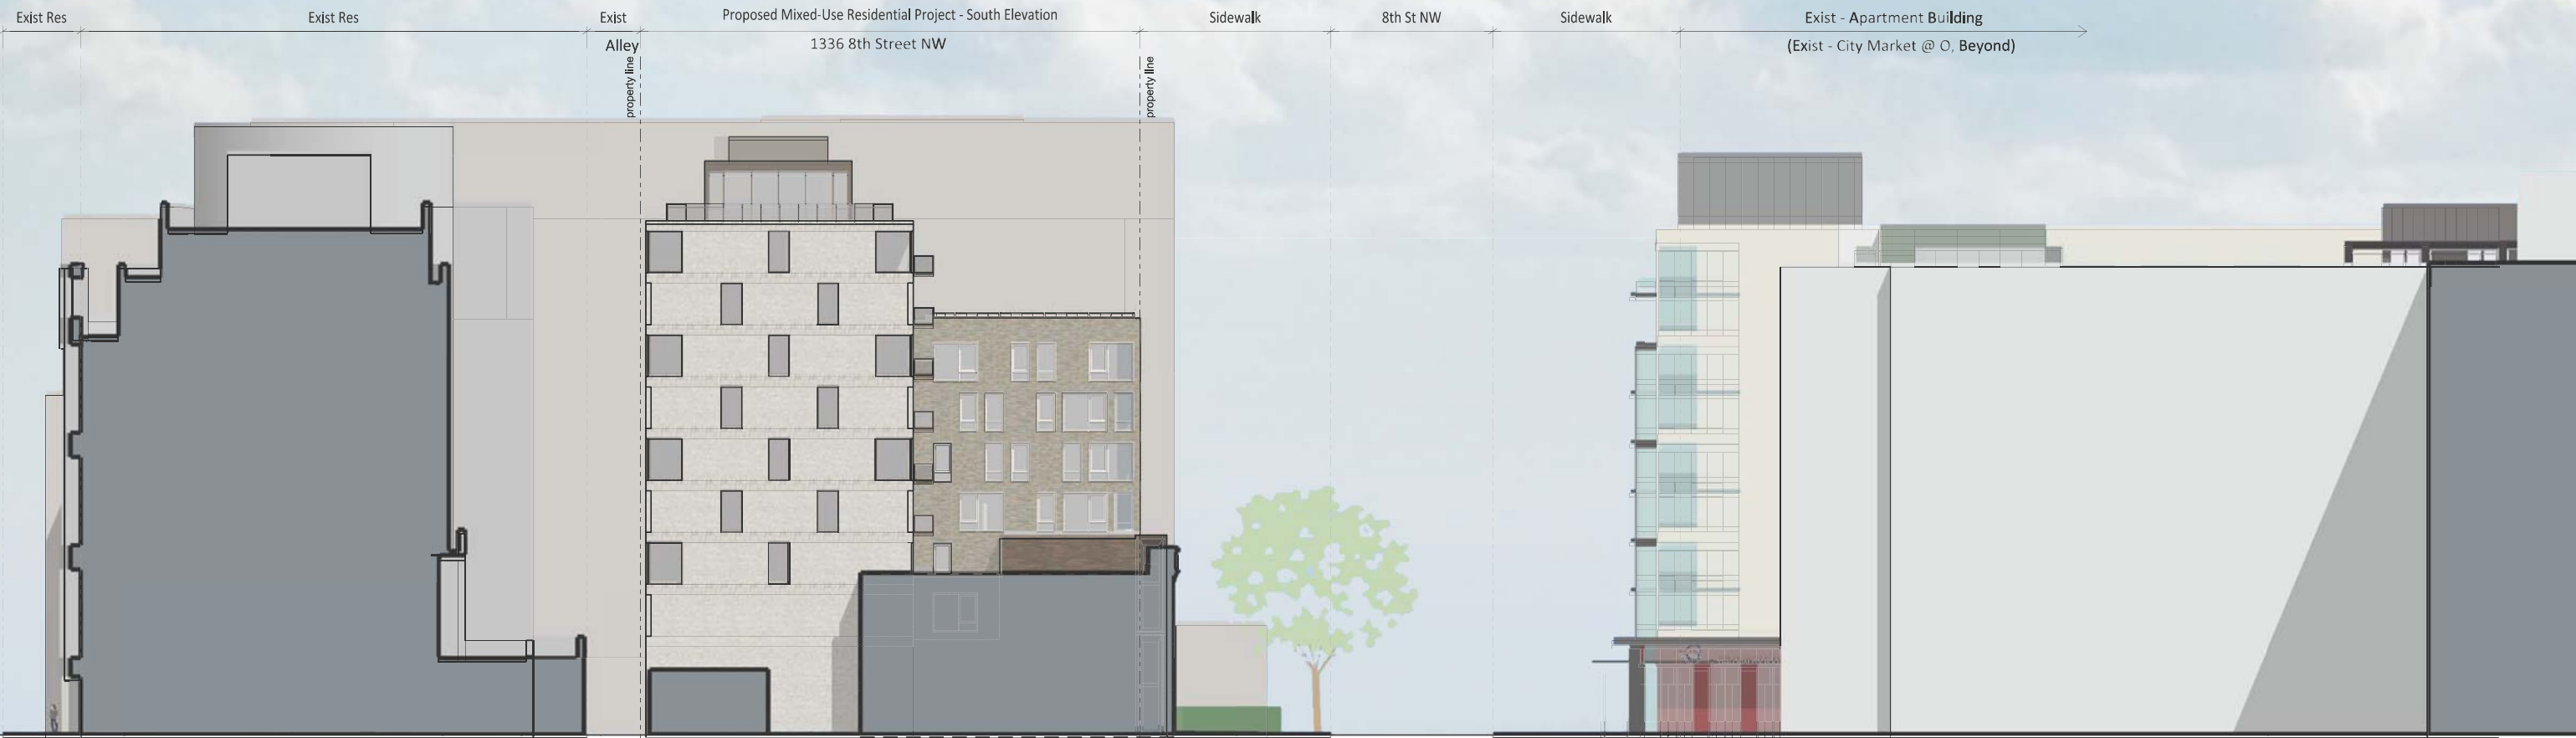 Exist Res
Exist Res
Exist
Alley
Proposed Mixed-Use Residential Project - South Elevation
1336 8th Street NW
Sidewalk
8th St NW
Sidewalk
Exist - Apartment Building
(Exist - City Market @ O, Beyond)
property line
property line